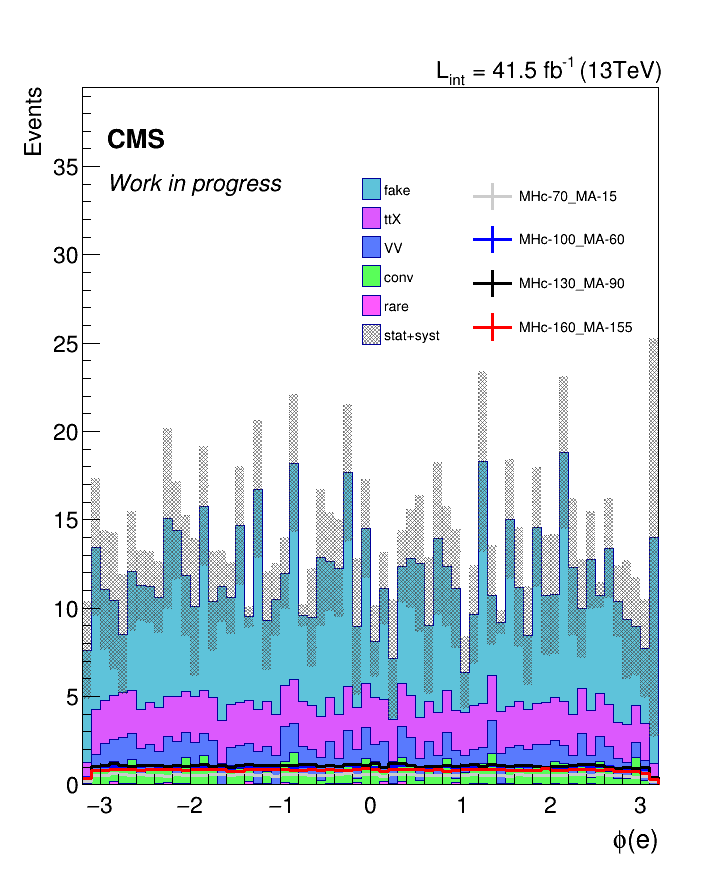 L_int = 41.5 fb^-1 (13TeV)
Events
CMS
Work in progress
fake
ttX
VV
conv
rare
stat+syst
MHc-70_MA-15
MHc-100_MA-60
MHc-130_MA-90
MHc-160_MA-155
35
30
25
20
15
10
5
0
−3 −2 −1 0 1 2 3
ϕ(e)